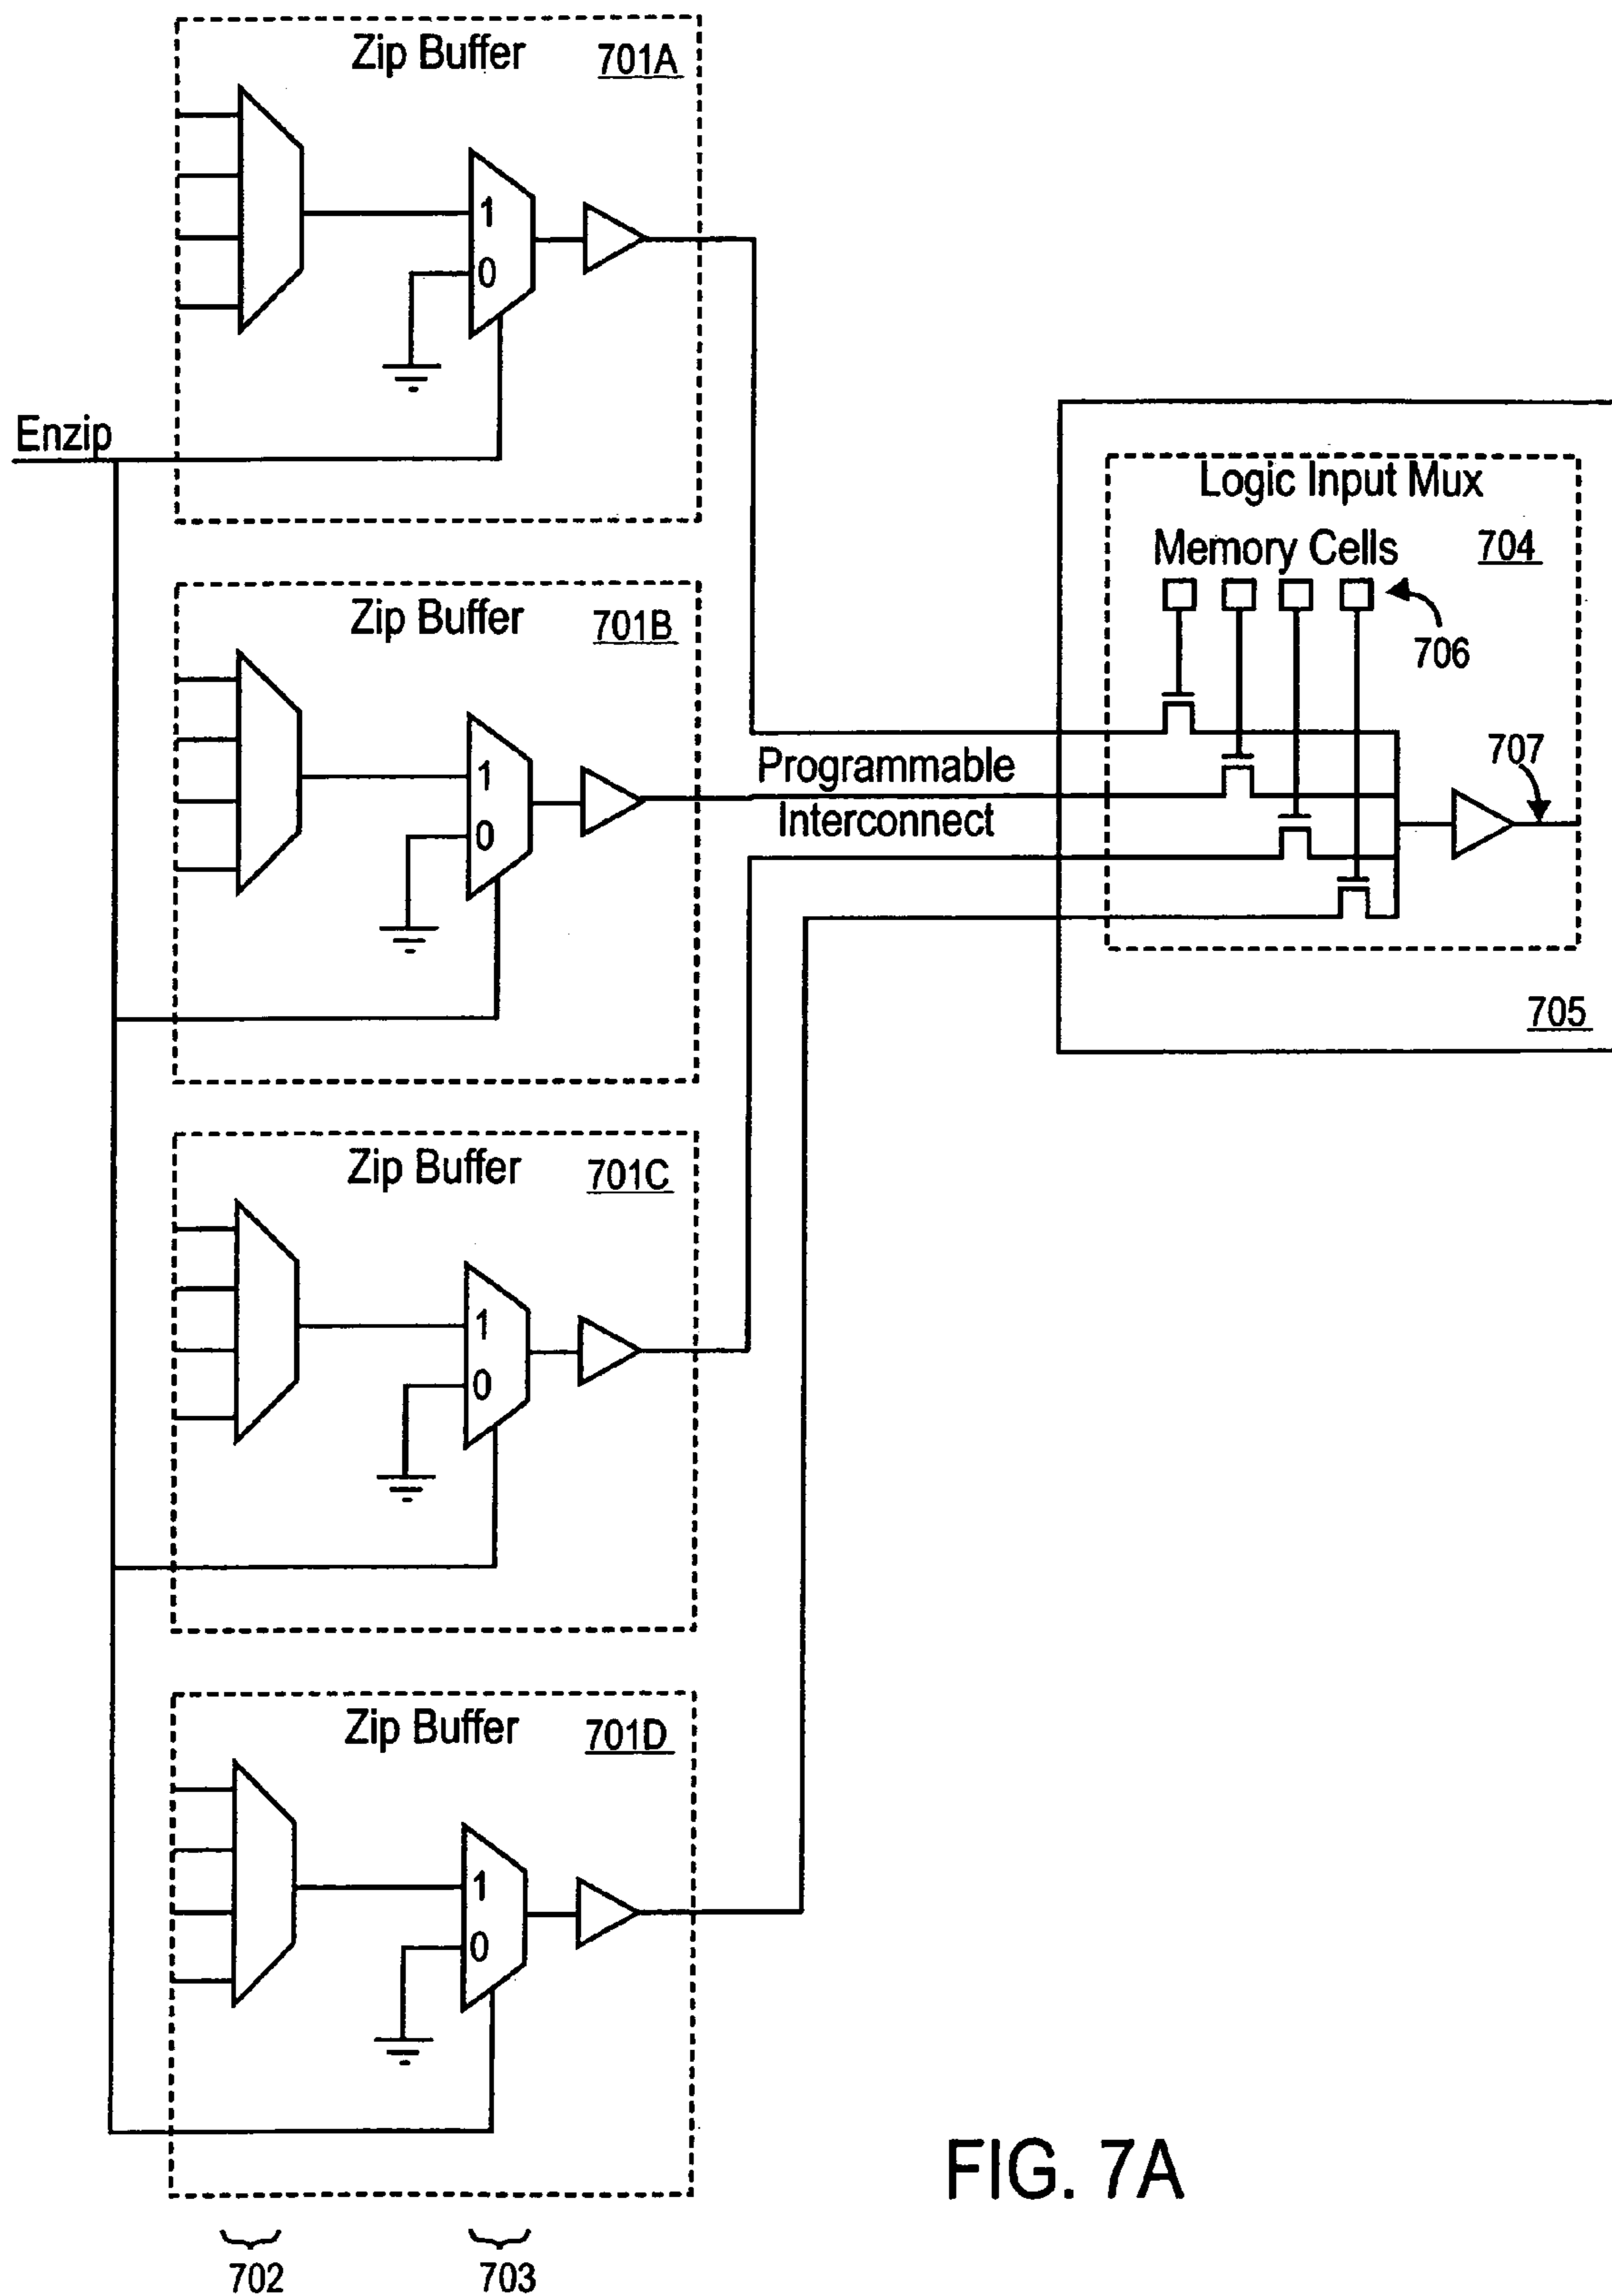 Zip Buffer 701A
1
0
Enzip
Logic Input Mux
Memory Cells 704
706
Zip Buffer 701B
1
0
Programmable
Interconnect
707
705
Zip Buffer 701C
1
0
Zip Buffer 701D
1
0
FIG. 7A
702 703